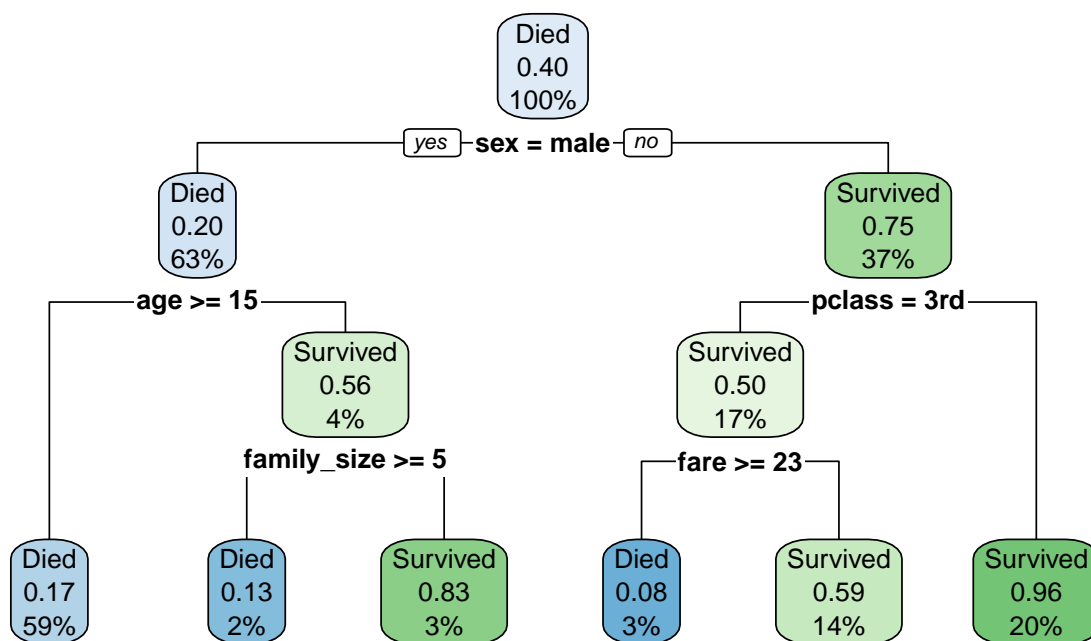 Died
0.40
100%
yes sex = male no
Died
0.20
63%
Survived
0.75
37%
age >= 15
pclass = 3rd
Survived
0.56
4%
Survived
0.50
17%
family_size >= 5
fare >= 23
Died
0.17
59%
Died
0.13
2%
Survived
0.83
3%
Died
0.08
3%
Survived
0.59
14%
Survived
0.96
20%